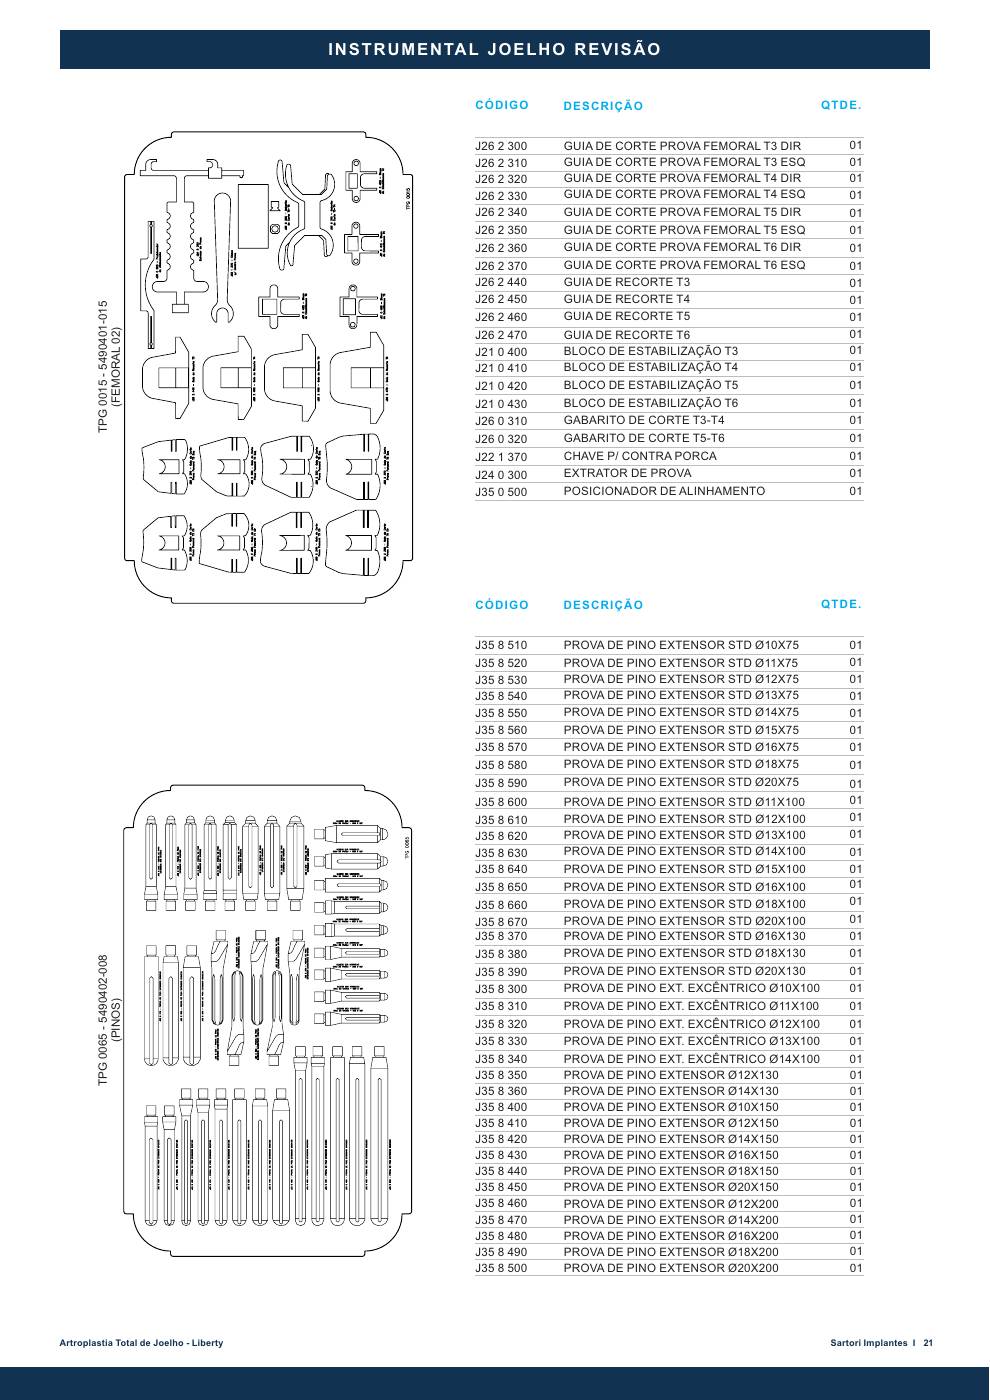 INSTRUMENTAL JOELHO REVISÃO
TPG 0015 - 5490401-015
(FEMORAL 02)
TPG 0015
CÓDIGO DESCRIÇÃO QTDE.
J26 2 300 GUIA DE CORTE PROVA FEMORAL T3 DIR 01
J26 2 310 GUIA DE CORTE PROVA FEMORAL T3 ESQ 01
J26 2 320 GUIA DE CORTE PROVA FEMORAL T4 DIR 01
J26 2 330 GUIA DE CORTE PROVA FEMORAL T4 ESQ 01
J26 2 340 GUIA DE CORTE PROVA FEMORAL T5 DIR 01
J26 2 350 GUIA DE CORTE PROVA FEMORAL T5 ESQ 01
J26 2 360 GUIA DE CORTE PROVA FEMORAL T6 DIR 01
J26 2 370 GUIA DE CORTE PROVA FEMORAL T6 ESQ 01
J26 2 440 GUIA DE RECORTE T3 01
J26 2 450 GUIA DE RECORTE T4 01
J26 2 460 GUIA DE RECORTE T5 01
J26 2 470 GUIA DE RECORTE T6 01
J21 0 400 BLOCO DE ESTABILIZAÇÃO T3 01
J21 0 410 BLOCO DE ESTABILIZAÇÃO T4 01
J21 0 420 BLOCO DE ESTABILIZAÇÃO T5 01
J21 0 430 BLOCO DE ESTABILIZAÇÃO T6 01
J26 0 310 GABARITO DE CORTE T3-T4 01
J26 0 320 GABARITO DE CORTE T5-T6 01
J22 1 370 CHAVE P/ CONTRA PORCA 01
J24 0 300 EXTRATOR DE PROVA 01
J35 0 500 POSICIONADOR DE ALINHAMENTO 01
TPG 0065 - 5490402-008
(PINOS)
TPG 0065
CÓDIGO DESCRIÇÃO QTDE.
J35 8 510 PROVA DE PINO EXTENSOR STD Ø10X75 01
J35 8 520 PROVA DE PINO EXTENSOR STD Ø11X75 01
J35 8 530 PROVA DE PINO EXTENSOR STD Ø12X75 01
J35 8 540 PROVA DE PINO EXTENSOR STD Ø13X75 01
J35 8 550 PROVA DE PINO EXTENSOR STD Ø14X75 01
J35 8 560 PROVA DE PINO EXTENSOR STD Ø15X75 01
J35 8 570 PROVA DE PINO EXTENSOR STD Ø16X75 01
J35 8 580 PROVA DE PINO EXTENSOR STD Ø18X75 01
J35 8 590 PROVA DE PINO EXTENSOR STD Ø20X75 01
J35 8 600 PROVA DE PINO EXTENSOR STD Ø11X100 01
J35 8 610 PROVA DE PINO EXTENSOR STD Ø12X100 01
J35 8 620 PROVA DE PINO EXTENSOR STD Ø13X100 01
J35 8 630 PROVA DE PINO EXTENSOR STD Ø14X100 01
J35 8 640 PROVA DE PINO EXTENSOR STD Ø15X100 01
J35 8 650 PROVA DE PINO EXTENSOR STD Ø16X100 01
J35 8 660 PROVA DE PINO EXTENSOR STD Ø18X100 01
J35 8 670 PROVA DE PINO EXTENSOR STD Ø20X100 01
J35 8 370 PROVA DE PINO EXTENSOR STD Ø16X130 01
J35 8 380 PROVA DE PINO EXTENSOR STD Ø18X130 01
J35 8 390 PROVA DE PINO EXTENSOR STD Ø20X130 01
J35 8 300 PROVA DE PINO EXT. EXCÊNTRICO Ø10X100 01
J35 8 310 PROVA DE PINO EXT. EXCÊNTRICO Ø11X100 01
J35 8 320 PROVA DE PINO EXT. EXCÊNTRICO Ø12X100 01
J35 8 330 PROVA DE PINO EXT. EXCÊNTRICO Ø13X100 01
J35 8 340 PROVA DE PINO EXT. EXCÊNTRICO Ø14X100 01
J35 8 350 PROVA DE PINO EXTENSOR Ø12X130 01
J35 8 360 PROVA DE PINO EXTENSOR Ø14X130 01
J35 8 400 PROVA DE PINO EXTENSOR Ø10X150 01
J35 8 410 PROVA DE PINO EXTENSOR Ø12X150 01
J35 8 420 PROVA DE PINO EXTENSOR Ø14X150 01
J35 8 430 PROVA DE PINO EXTENSOR Ø16X150 01
J35 8 440 PROVA DE PINO EXTENSOR Ø18X150 01
J35 8 450 PROVA DE PINO EXTENSOR Ø20X150 01
J35 8 460 PROVA DE PINO EXTENSOR Ø12X200 01
J35 8 470 PROVA DE PINO EXTENSOR Ø14X200 01
J35 8 480 PROVA DE PINO EXTENSOR Ø16X200 01
J35 8 490 PROVA DE PINO EXTENSOR Ø18X200 01
J35 8 500 PROVA DE PINO EXTENSOR Ø20X200 01
Artroplastia Total de Joelho - Liberty
Sartori Implantes I 21